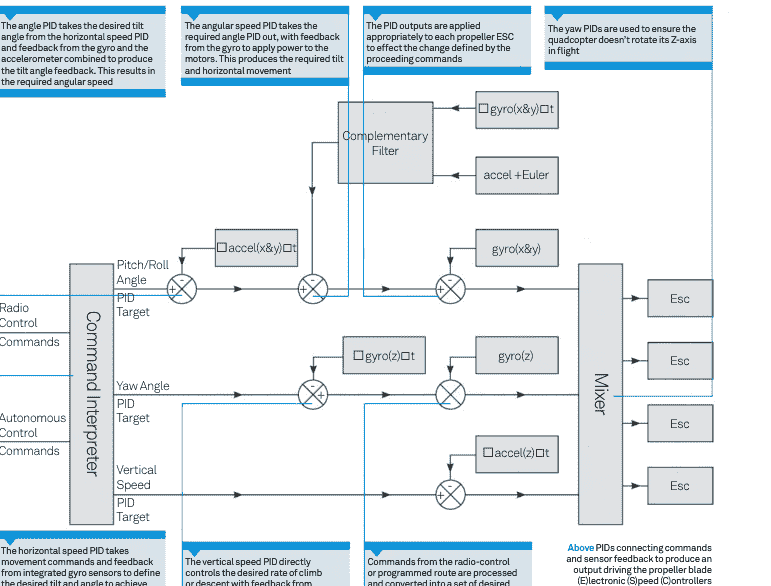 The angle PID takes the desired tilt
angle from the horizontal speed PID
and feedback from the gyro and the
accelerometer combined to produce
the tilt angle feedback. This results in
the required angular speed
The angular speed PID takes the
required angle PID out, with feedback
from the gyro to apply power to the
motors. This produces the required tilt
and horizontal movement
The PID outputs are applied
appropriately to each propeller ESC
to effect the change defined by the
proceeding commands
The yaw PIDs are used to ensure the
quadcopter doesn't rotate its Z-axis
in flight
Complementary
Filter
□gyro(x&y)□t
accel +Euler
□accel(x&y)□t
gyro(x&y)
Pitch/Roll
Angle
PID
Target
Radio
Control
Commands
Command Interpreter
+
-
+
-
+
-
Esc
□gyro(z)□t
gyro(z)
Esc
Yaw Angle
PID
Target
-
+
-
Mixer
Autonomous
Control
Commands
Esc
□accel(z)□t
Vertical
Speed
PID
Target
+
-
Esc
The horizontal speed PID takes
movement commands and feedback
from integrated gyro sensors to define
the desired tilt and angle to achieve
The vertical speed PID directly
controls the desired rate of climb
or descent with feedback from
Commands from the radio-control
or programmed route are processed
and converted into a set of desired
Above PIDs connecting commands
and sensor feedback to produce an
output driving the propeller blade
(E)lectronic (S)peed (C)ontrollers